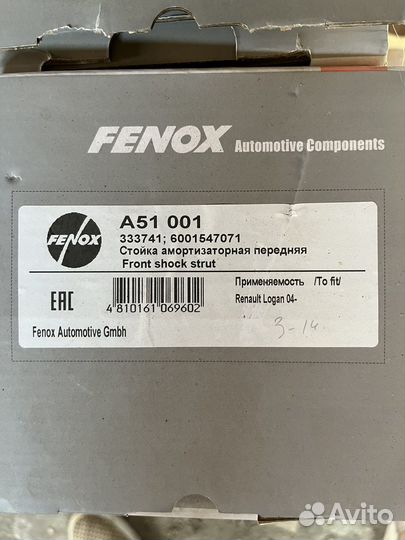 FENOX Automotive Components
FENOX
A51 001
333741; 6001547071
Стойка амортизаторная передняя
Front shock strut
EAC
4 810161 069602
Применяемость /To fit/
Renault Logan 04-
3-14
Fenox Automotive Gmbh
Avito